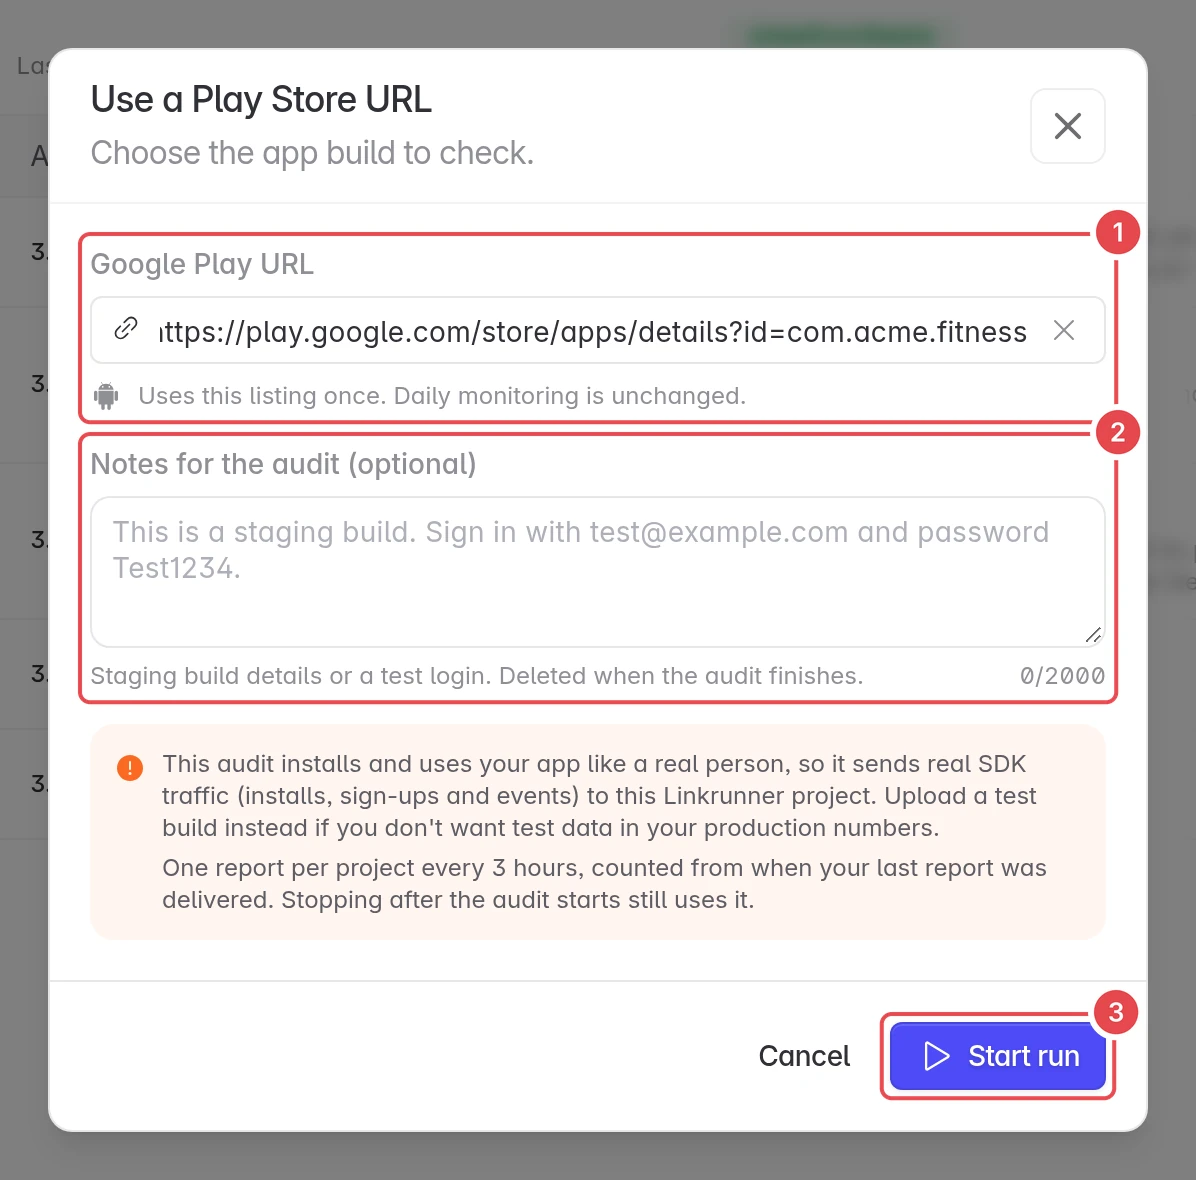 Use a Play Store URL
Choose the app build to check.
1
Google Play URL
ttps://play.google.com/store/apps/details?id=com.acme.fitness
Uses this listing once. Daily monitoring is unchanged.
2
Notes for the audit (optional)
This is a staging build. Sign in with test@example.com and password
Test1234.
Staging build details or a test login. Deleted when the audit finishes. 0/2000
This audit installs and uses your app like a real person, so it sends real SDK
traffic (installs, sign-ups and events) to this Linkrunner project. Upload a test
build instead if you don't want test data in your production numbers.
One report per project every 3 hours, counted from when your last report was
delivered. Stopping after the audit starts still uses it.
3
Cancel
Start run